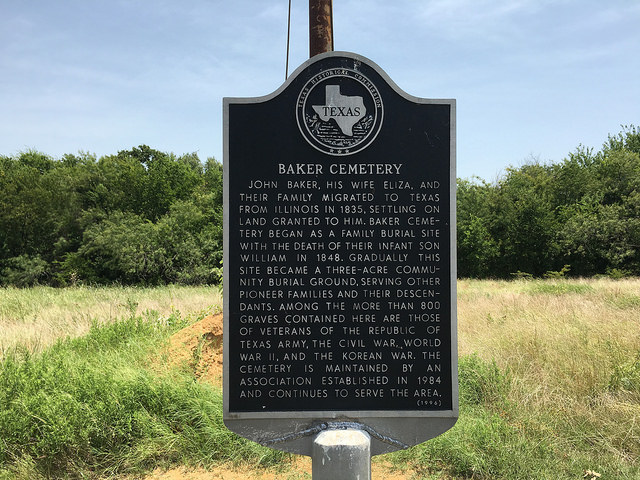 TEXAS HISTORICAL COMMISSION
TEXAS
BAKER CEMETERY
JOHN BAKER, HIS WIFE ELIZA, AND
THEIR FAMILY MIGRATED TO TEXAS
FROM ILLINOIS IN 1835, SETTLING ON
LAND GRANTED TO HIM. BAKER CEME-
TERY BEGAN AS A FAMILY BURIAL SITE
WITH THE DEATH OF THEIR INFANT SON
WILLIAM IN 1848. GRADUALLY THIS
SITE BECAME A THREE-ACRE COMMU-
NITY BURIAL GROUND, SERVING OTHER
PIONEER FAMILIES AND THEIR DESCEN-
DANTS. AMONG THE MORE THAN 800
GRAVES CONTAINED HERE ARE THOSE
OF VETERANS OF THE REPUBLIC OF
TEXAS ARMY, THE CIVIL WAR, WORLD
WAR II, AND THE KOREAN WAR. THE
CEMETERY IS MAINTAINED BY AN
ASSOCIATION ESTABLISHED IN 1984
AND CONTINUES TO SERVE THE AREA.
(1996)